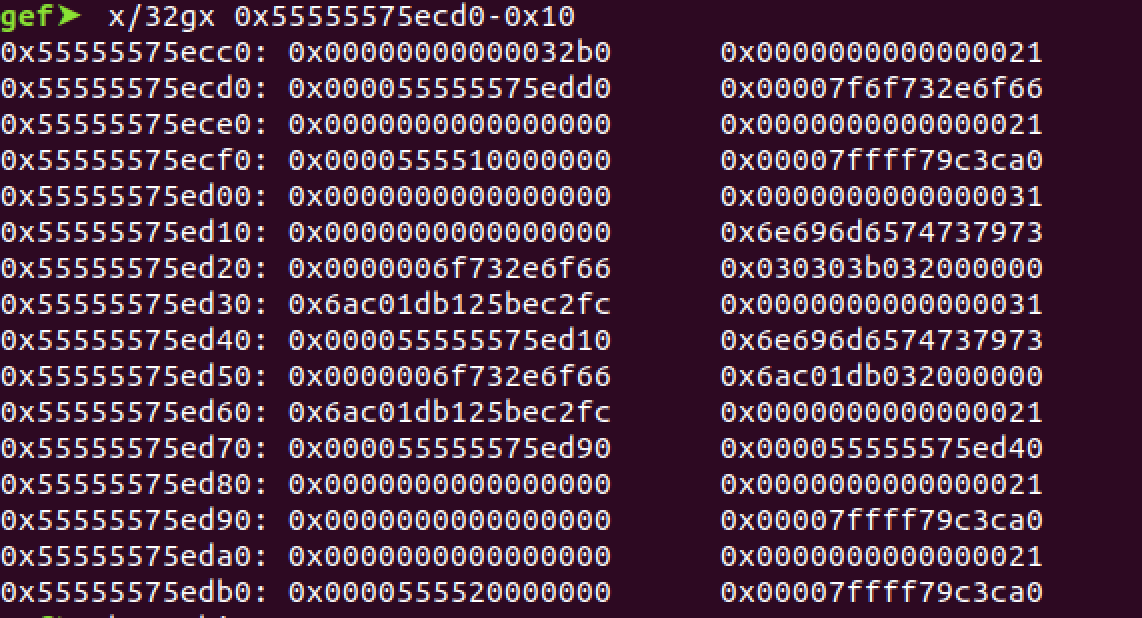 gef➤ x/32gx 0x55555575ecd0-0x10
0x55555575ecc0: 0x00000000000032b0 0x0000000000000021
0x55555575ecd0: 0x000055555575edd0 0x00007f6f732e6f66
0x55555575ece0: 0x0000000000000000 0x0000000000000021
0x55555575ecf0: 0x0000555510000000 0x00007ffff79c3ca0
0x55555575ed00: 0x0000000000000000 0x0000000000000031
0x55555575ed10: 0x0000000000000000 0x6e696d6574737973
0x55555575ed20: 0x0000006f732e6f66 0x030303b032000000
0x55555575ed30: 0x6ac01db125bec2fc 0x0000000000000031
0x55555575ed40: 0x000055555575ed10 0x6e696d6574737973
0x55555575ed50: 0x0000006f732e6f66 0x6ac01db032000000
0x55555575ed60: 0x6ac01db125bec2fc 0x0000000000000021
0x55555575ed70: 0x000055555575ed90 0x000055555575ed40
0x55555575ed80: 0x0000000000000000 0x0000000000000021
0x55555575ed90: 0x0000000000000000 0x00007ffff79c3ca0
0x55555575eda0: 0x0000000000000000 0x0000000000000021
0x55555575edb0: 0x0000555520000000 0x00007ffff79c3ca0